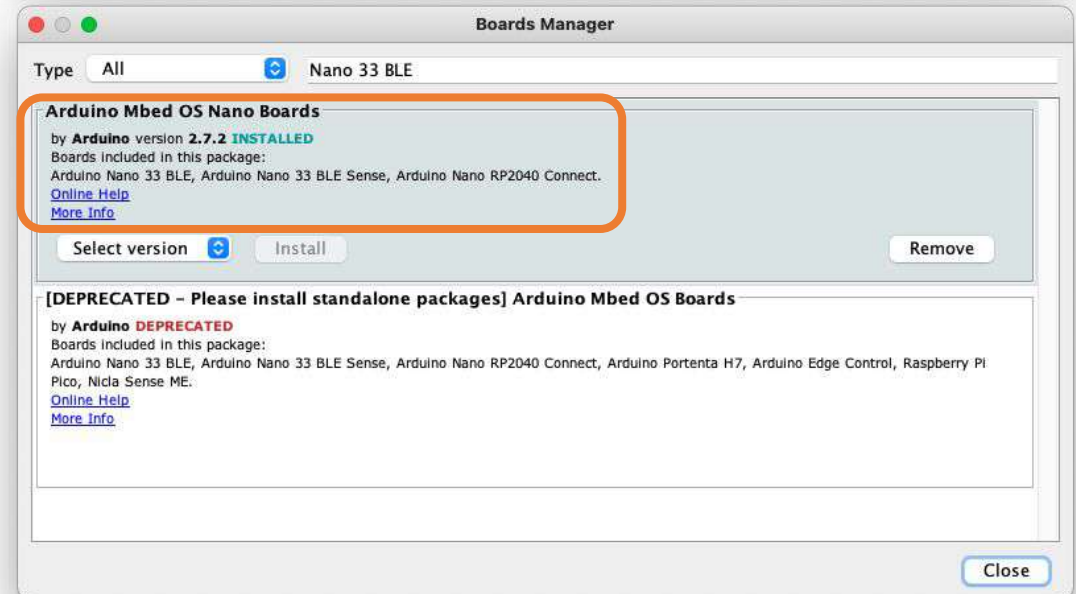 Boards Manager
Type All Nano 33 BLE
Arduino Mbed OS Nano Boards
by Arduino version 2.7.2 INSTALLED
Boards included in this package:
Arduino Nano 33 BLE, Arduino Nano 33 BLE Sense, Arduino Nano RP2040 Connect.
Online Help
More Info
Select version Install Remove
[DEPRECATED – Please install standalone packages] Arduino Mbed OS Boards
by Arduino DEPRECATED
Boards included in this package:
Arduino Nano 33 BLE, Arduino Nano 33 BLE Sense, Arduino Nano RP2040 Connect, Arduino Portenta H7, Arduino Edge Control, Raspberry Pi
Pico, Nicla Sense ME.
Online Help
More Info
Close